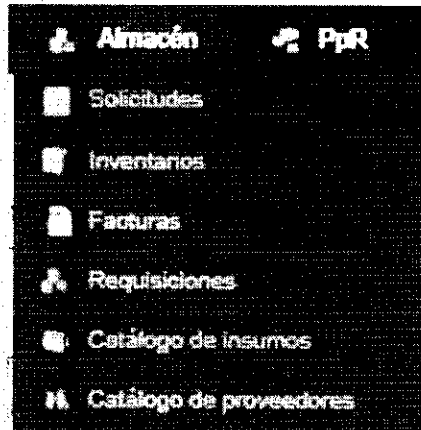 Almacén PpR
Solicitudes
Inventarios
Facturas
Requisiciones
Catálogo de insumos
Catálogo de proveedores